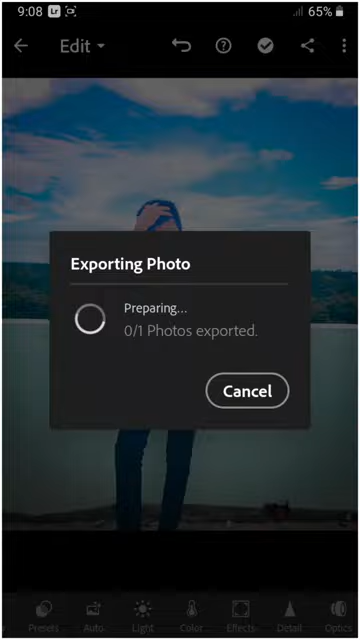 9:08 Lr 65%
Edit
Exporting Photo
Preparing...
0/1 Photos exported.
Cancel
Presets Auto Light Color Effects Detail Optics